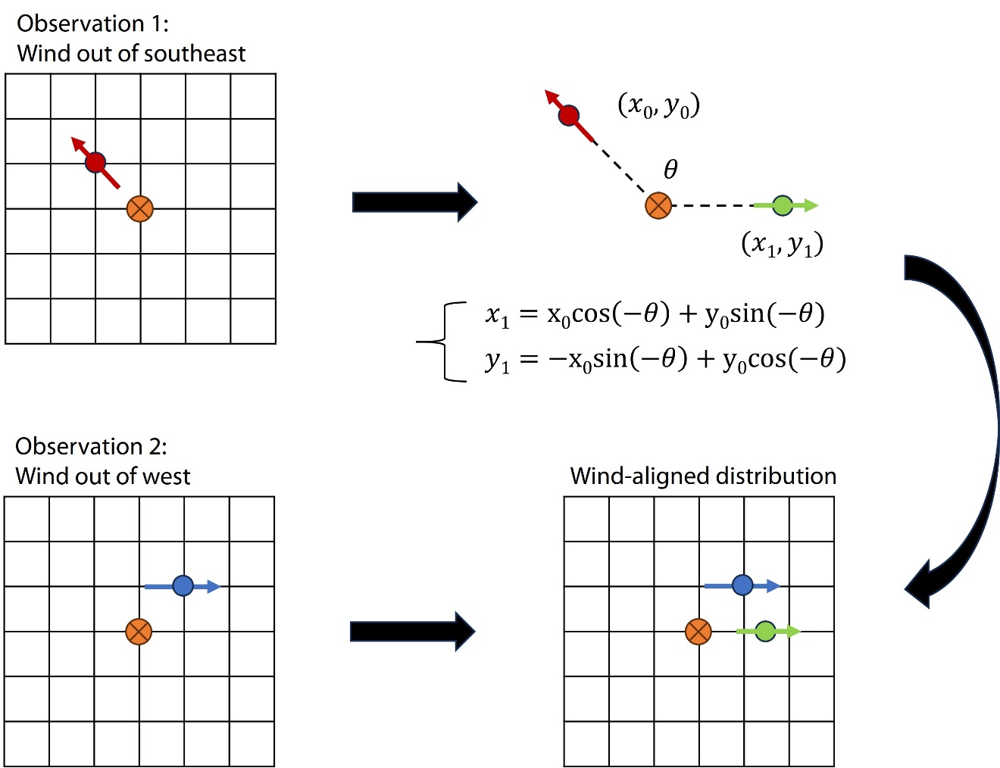 Observation 1:
Wind out of southeast
(x₀, y₀)
θ
(x₁, y₁)
x₁ = x₀cos(−θ) + y₀sin(−θ)
y₁ = −x₀sin(−θ) + y₀cos(−θ)
Observation 2:
Wind out of west
Wind-aligned distribution